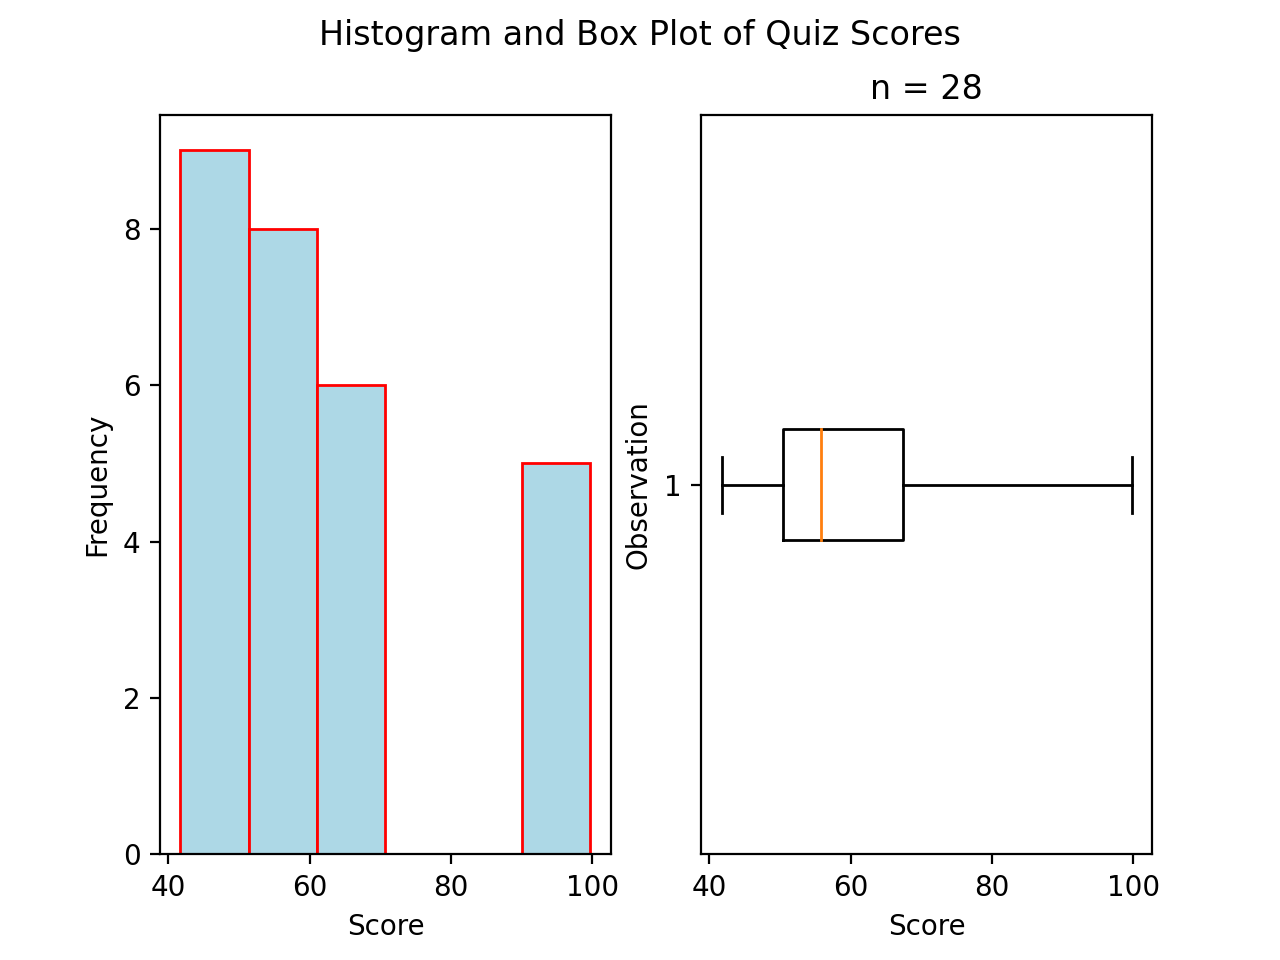 Histogram and Box Plot of Quiz Scores
Frequency
8
6
4
2
0
40 60 80 100
Score
n = 28
Observation
1
40 60 80 100
Score